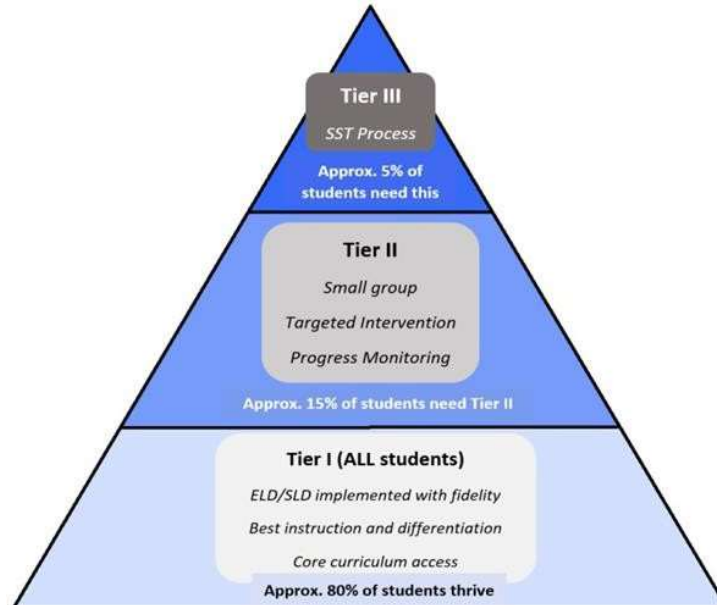 Tier III
SST Process
Approx. 5% of
students need this
Tier II
Small group
Targeted Intervention
Progress Monitoring
Approx. 15% of students need Tier II
Tier I (ALL students)
ELD/SLD implemented with fidelity
Best instruction and differentiation
Core curriculum access
Approx. 80% of students thrive